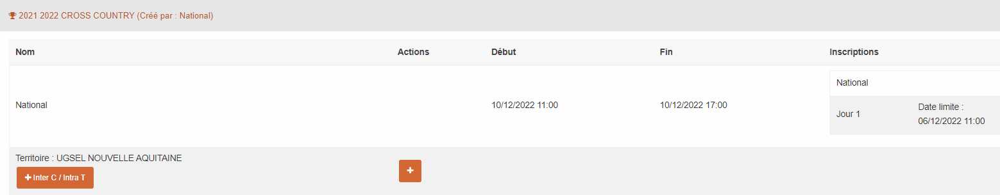 2021 2022 CROSS COUNTRY (Créé par : National)
Nom Actions Début Fin Inscriptions
National
National 10/12/2022 11:00 10/12/2022 17:00
Jour 1 Date limite :
06/12/2022 11:00
Territoire : UGSEL NOUVELLE AQUITAINE
+ Inter C / Intra T +